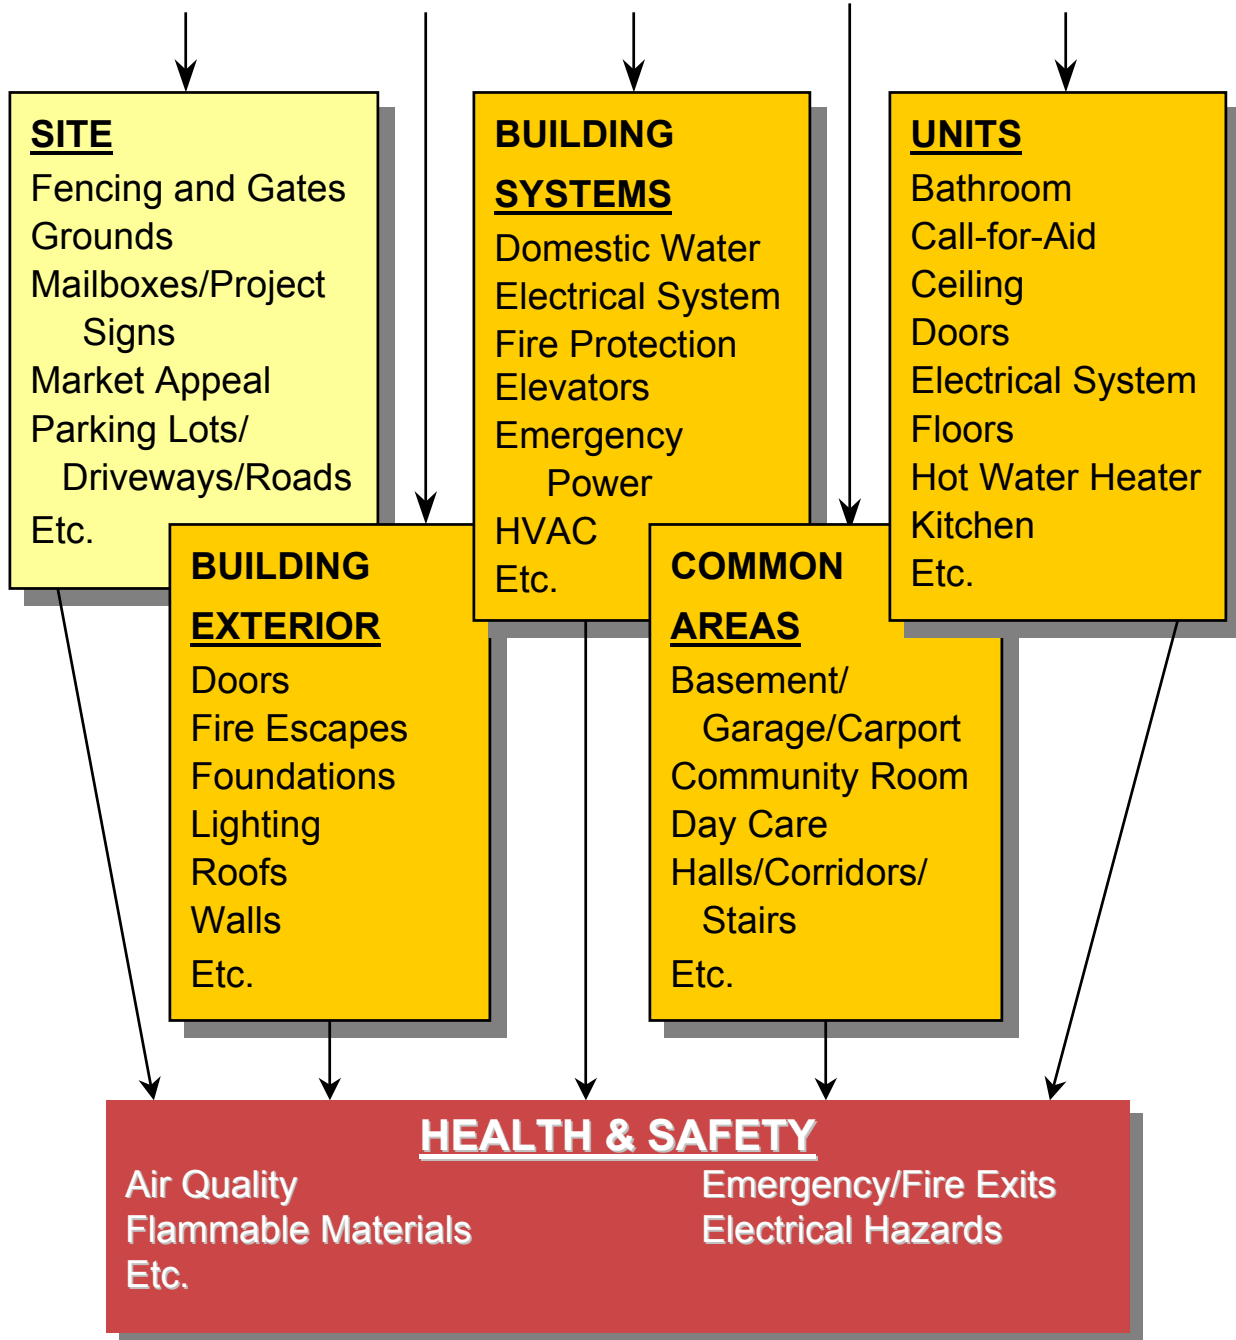 SITE
Fencing and Gates
Grounds
Mailboxes/Project
Signs
Market Appeal
Parking Lots/
Driveways/Roads
Etc.
BUILDING
EXTERIOR
Doors
Fire Escapes
Foundations
Lighting
Roofs
Walls
Etc.
BUILDING
SYSTEMS
Domestic Water
Electrical System
Fire Protection
Elevators
Emergency
Power
HVAC
Etc.
COMMON
AREAS
Basement/
Garage/Carport
Community Room
Day Care
Halls/Corridors/
Stairs
Etc.
UNITS
Bathroom
Call-for-Aid
Ceiling
Doors
Electrical System
Floors
Hot Water Heater
Kitchen
Etc.
HEALTH & SAFETY
Air Quality
Flammable Materials
Etc.
Emergency/Fire Exits
Electrical Hazards